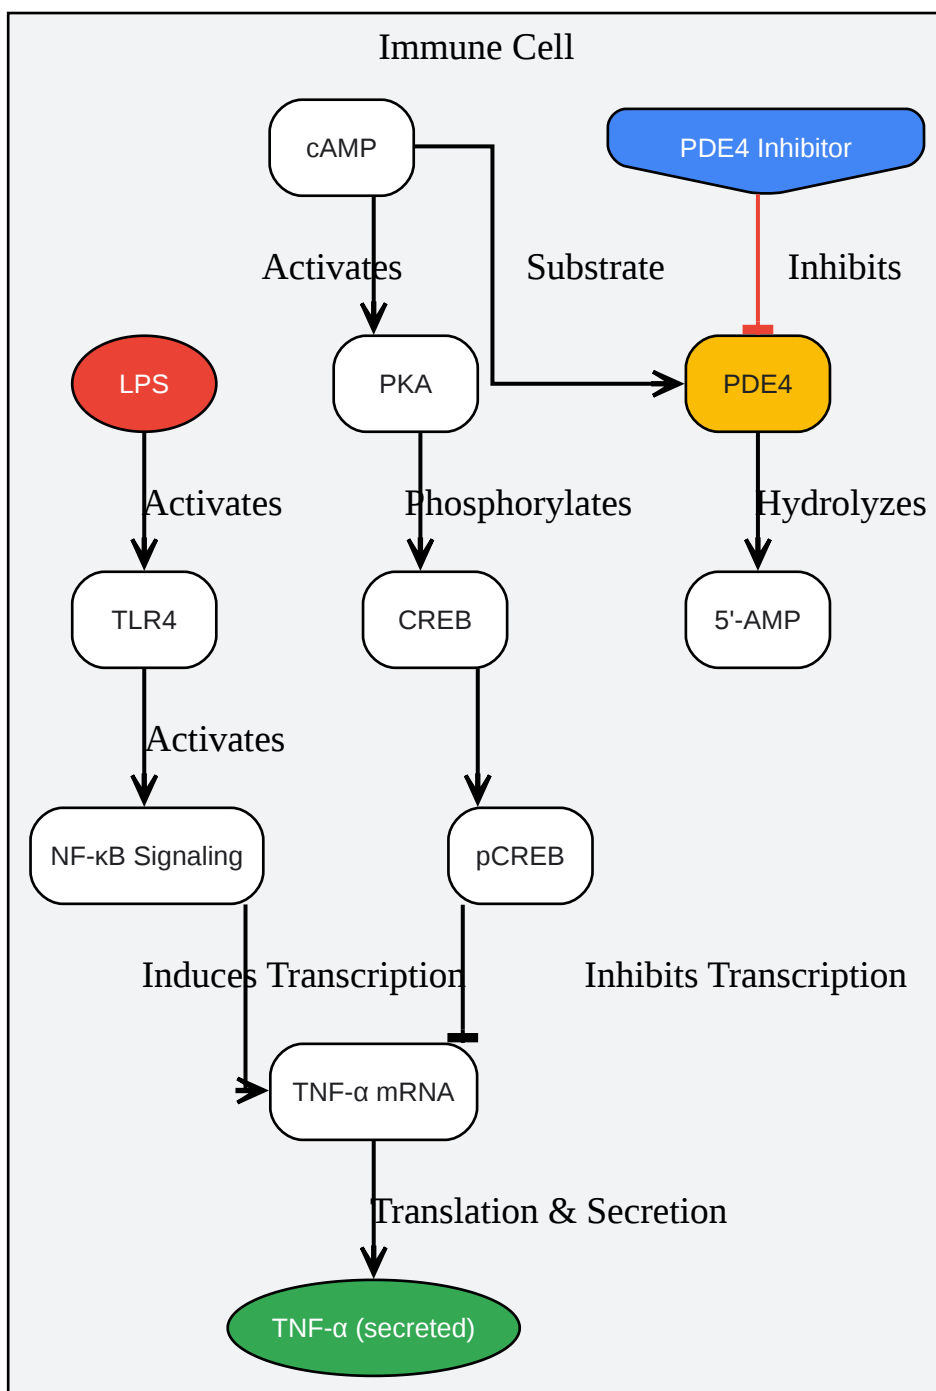 Immune Cell
cAMP
PDE4 Inhibitor
Activates
Substrate
Inhibits
LPS
PKA
PDE4
Activates
Phosphorylates
Hydrolyzes
TLR4
CREB
5'-AMP
Activates
NF-κB Signaling
pCREB
Induces Transcription
Inhibits Transcription
TNF-α mRNA
Translation & Secretion
TNF-α (secreted)